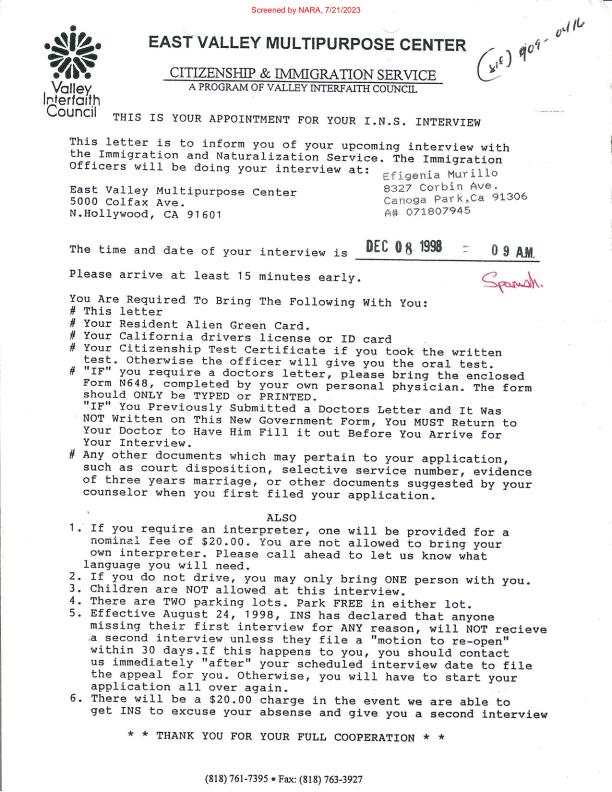 Screened by NARA, 7/21/2023
EAST VALLEY MULTIPURPOSE CENTER
(818) 909-0416
CITIZENSHIP & IMMIGRATION SERVICE
A PROGRAM OF VALLEY INTERFAITH COUNCIL
Valley
Interfaith
Council
THIS IS YOUR APPOINTMENT FOR YOUR I.N.S. INTERVIEW
This letter is to inform you of your upcoming interview with
the Immigration and Naturalization Service. The Immigration
Officers will be doing your interview at:
Efigenia Murillo
8327 Corbin Ave.
Canoga Park,Ca 91306
A# 071807945
East Valley Multipurpose Center
5000 Colfax Ave.
N.Hollywood, CA 91601
The time and date of your interview is DEC 08 1998 = 09 A.M.
Please arrive at least 15 minutes early.
Spanish.
You Are Required To Bring The Following With You:
# This letter
# Your Resident Alien Green Card.
# Your California drivers license or ID card
# Your Citizenship Test Certificate if you took the written
test. Otherwise the officer will give you the oral test.
# "IF" you require a doctors letter, please bring the enclosed
Form N648, completed by your own personal physician. The form
should ONLY be TYPED or PRINTED.
"IF" You Previously Submitted a Doctors Letter and It Was
NOT Written on This New Government Form, You MUST Return to
Your Doctor to Have Him Fill it out Before You Arrive for
Your Interview.
# Any other documents which may pertain to your application,
such as court disposition, selective service number, evidence
of three years marriage, or other documents suggested by your
counselor when you first filed your application.
ALSO
1. If you require an interpreter, one will be provided for a
nominal fee of $20.00. You are not allowed to bring your
own interpreter. Please call ahead to let us know what
language you will need.
2. If you do not drive, you may only bring ONE person with you.
3. Children are NOT allowed at this interview.
4. There are TWO parking lots. Park FREE in either lot.
5. Effective August 24, 1998, INS has declared that anyone
missing their first interview for ANY reason, will NOT recieve
a second interview unless they file a "motion to re-open"
within 30 days.If this happens to you, you should contact
us immediately "after" your scheduled interview date to file
the appeal for you. Otherwise, you will have to start your
application all over again.
6. There will be a $20.00 charge in the event we are able to
get INS to excuse your absense and give you a second interview
* * THANK YOU FOR YOUR FULL COOPERATION * *
(818) 761-7395 • Fax: (818) 763-3927